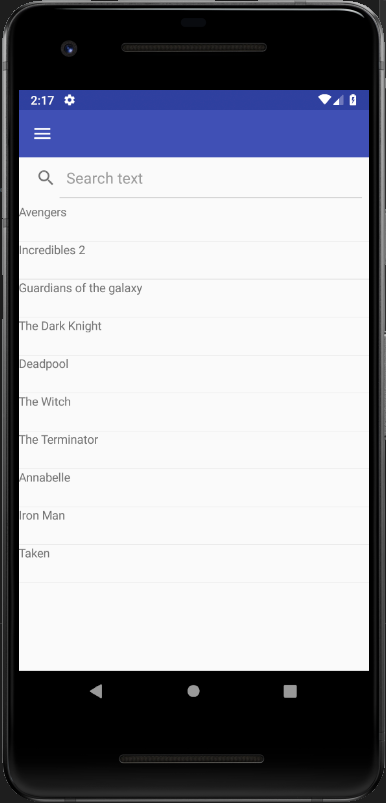 2:17
Search text
Avengers
Incredibles 2
Guardians of the galaxy
The Dark Knight
Deadpool
The Witch
The Terminator
Annabelle
Iron Man
Taken